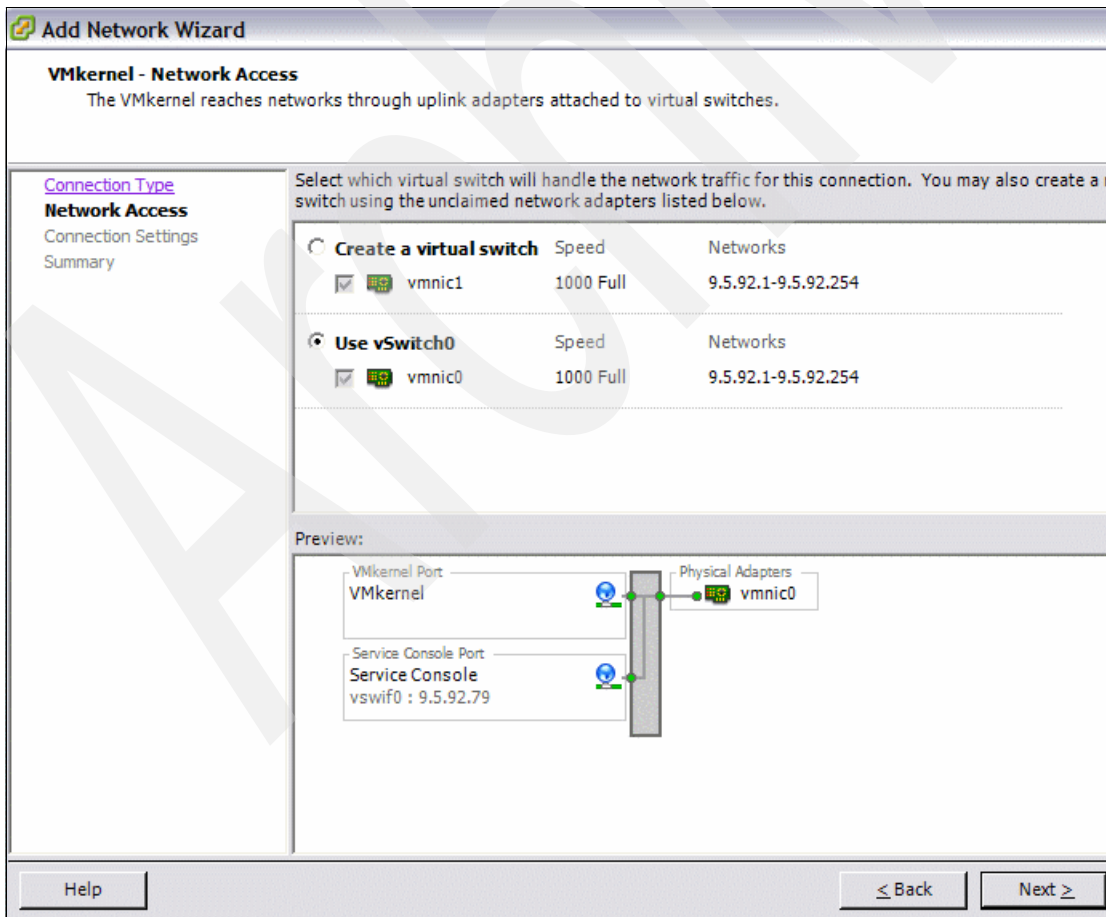 Add Network Wizard
VMkernel - Network Access
The VMkernel reaches networks through uplink adapters attached to virtual switches.
Connection Type
Network Access
Connection Settings
Summary
Select which virtual switch will handle the network traffic for this connection. You may also create a
switch using the unclaimed network adapters listed below.
Create a virtual switch Speed Networks
vmnic1 1000 Full 9.5.92.1-9.5.92.254
Use vSwitch0 Speed Networks
vmnic0 1000 Full 9.5.92.1-9.5.92.254
Preview:
VMkernel Port
VMkernel
Physical Adapters
vmnic0
Service Console Port
Service Console
vswif0 : 9.5.92.79
Help
< Back
Next >